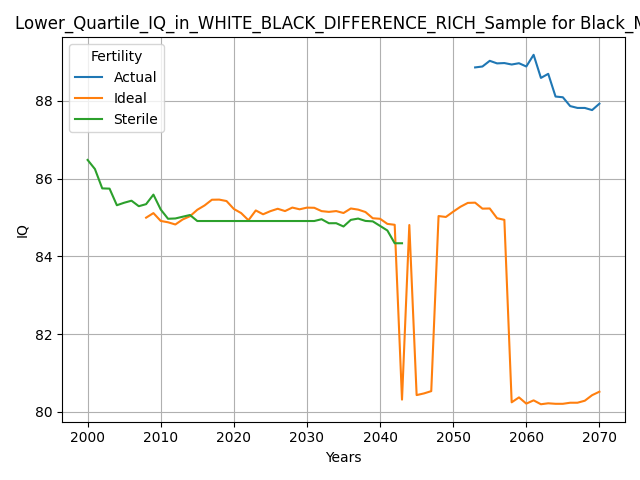 Lower_Quartile_IQ_in_WHITE_BLACK_DIFFERENCE_RICH_Sample for Black_M
Fertility
Actual
Ideal
Sterile
IQ
88
86
84
82
80
2000 2010 2020 2030 2040 2050 2060 2070
Years